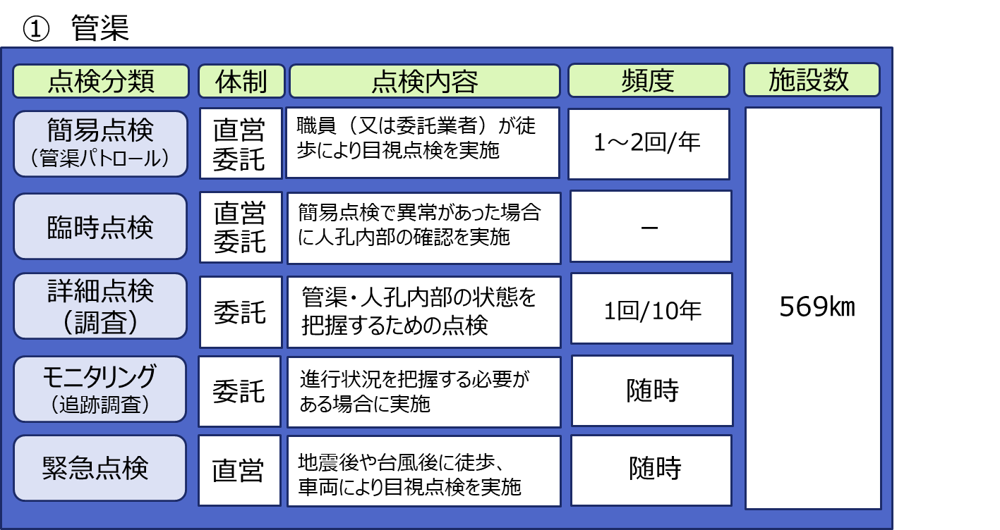 ① 管渠
点検分類
体制
点検内容
頻度
施設数
簡易点検
（管渠パトロール）
直営
委託
職員（又は委託業者）が徒
歩により目視点検を実施
1～2回/年
臨時点検
直営
委託
簡易点検で異常があった場合
に人孔内部の確認を実施
－
詳細点検
（調査）
委託
管渠・人孔内部の状態を
把握するための点検
1回/10年
569㎞
モニタリング
（追跡調査）
委託
進行状況を把握する必要が
ある場合に実施
随時
緊急点検
直営
地震後や台風後に徒歩、
車両により目視点検を実施
随時